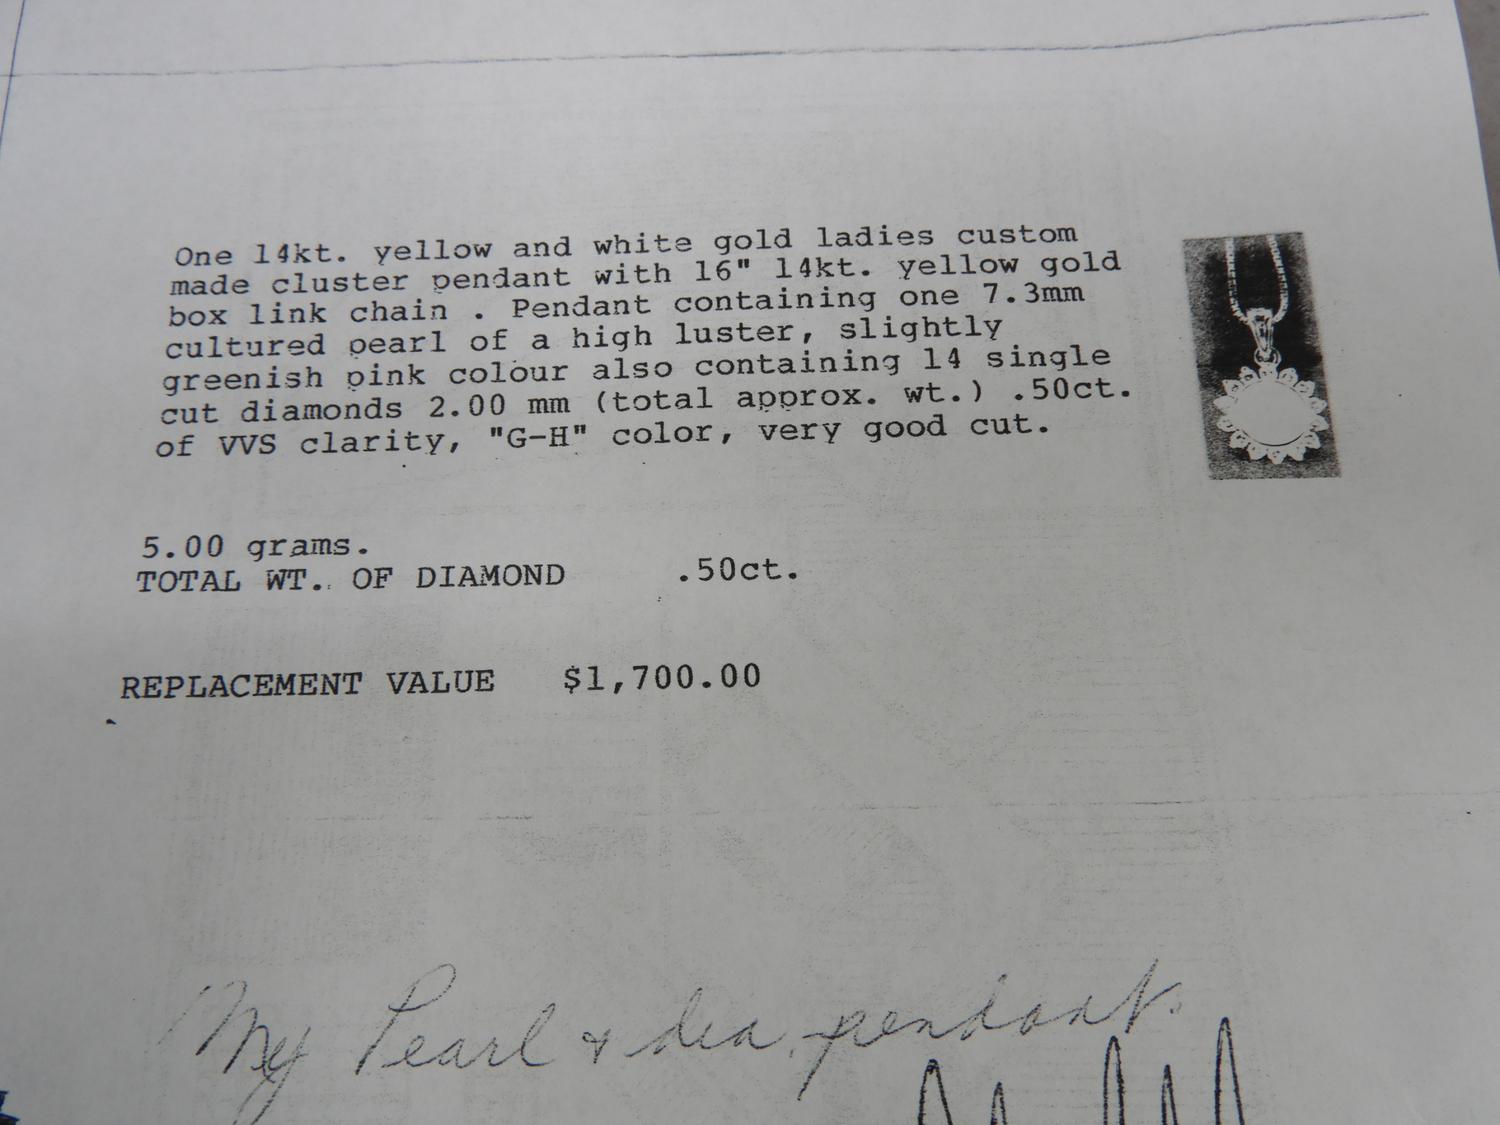 One 14kt. yellow and white gold ladies custom
made cluster pendant with 16" 14kt. yellow gold
box link chain . Pendant containing one 7.3mm
cultured pearl of a high luster, slightly
greenish pink colour also containing 14 single
cut diamonds 2.00 mm (total approx. wt.) .50ct.
of VVS clarity, "G-H" color, very good cut.
5.00 grams.
TOTAL WT. OF DIAMOND .50ct.
REPLACEMENT VALUE $1,700.00
My Pearl & dia. pendant.